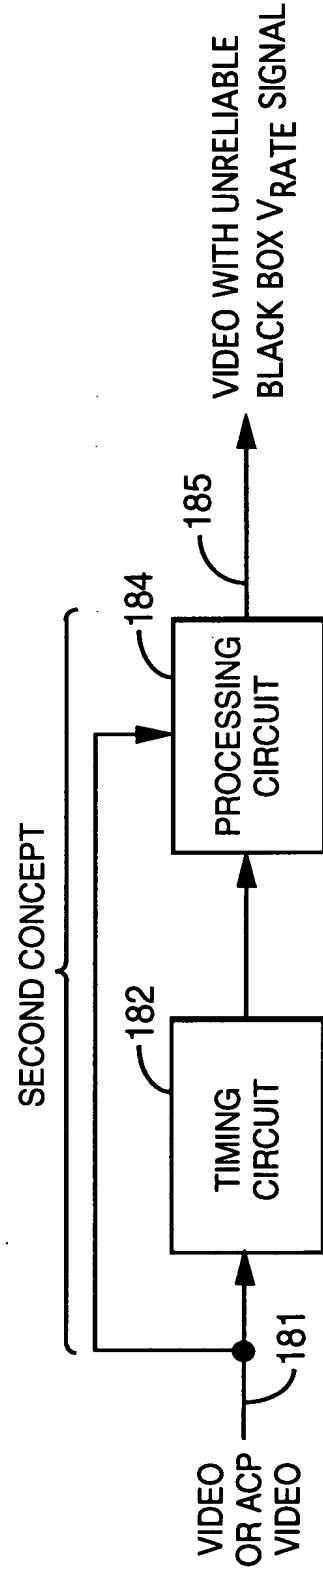 SECOND CONCEPT
VIDEO
OR ACP
VIDEO
181
TIMING
CIRCUIT
182
PROCESSING
CIRCUIT
184
185
VIDEO WITH UNRELIABLE
BLACK BOX VRATE SIGNAL